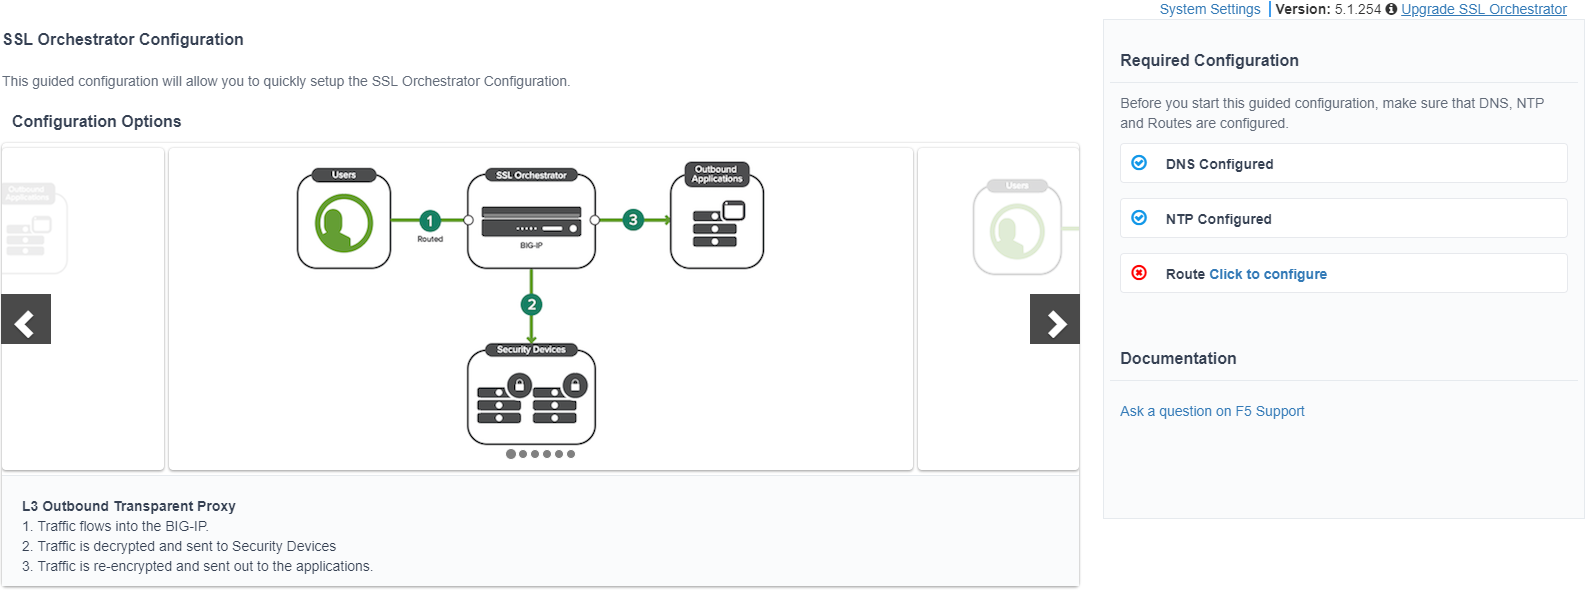 System Settings Version: 5.1.254 Upgrade SSL Orchestrator
SSL Orchestrator Configuration
This guided configuration will allow you to quickly setup the SSL Orchestrator Configuration.
Configuration Options
Outbound
Applications
Users
SSL Orchestrator
Outbound
Applications
Users
1
Routed
BIG-IP
3
2
Security Devices
L3 Outbound Transparent Proxy
1. Traffic flows into the BIG-IP.
2. Traffic is decrypted and sent to Security Devices
3. Traffic is re-encrypted and sent out to the applications.
Required Configuration
Before you start this guided configuration, make sure that DNS, NTP
and Routes are configured.
DNS Configured
NTP Configured
Route Click to configure
Documentation
Ask a question on F5 Support